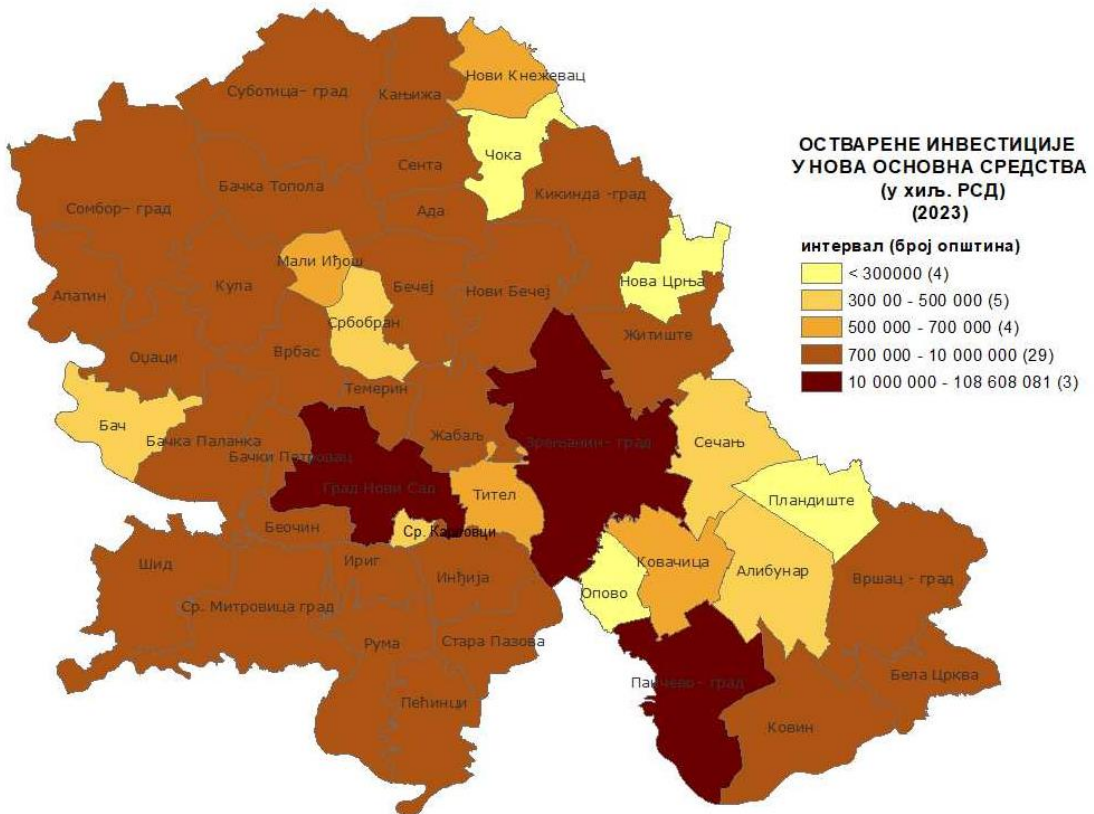 Нови Кнежевац
Суботица- град
Кањижа
Чока
Сента
Бачка Топола
Кикинда -град
Сомбор- град
Ада
Мали Иђош
Нова Црња
Кула
Бечеј
Нови Бечеј
Апатин
Србобран
Житиште
Врбас
Оџаци
Темерин
Бач
Бачка Паланка
Жабаљ
Зрењанин- град
Сечањ
Бачки Петровац
Град Нови Сад
Тител
Пландиште
Беочин
Ср. Карловци
Шид
Ириг
Инђија
Ковачица
Алибунар
Вршац - град
Опово
Ср. Митровица град
Рума
Стара Пазова
Панчево- град
Бела Црква
Пећинци
Ковин
ОСТВАРЕНЕ ИНВЕСТИЦИЈЕ
У НОВА ОСНОВНА СРЕДСТВА
(у хиљ. РСД)
(2023)
интервал (број општина)
< 300000 (4)
300 00 - 500 000 (5)
500 000 - 700 000 (4)
700 000 - 10 000 000 (29)
10 000 000 - 108 608 081 (3)